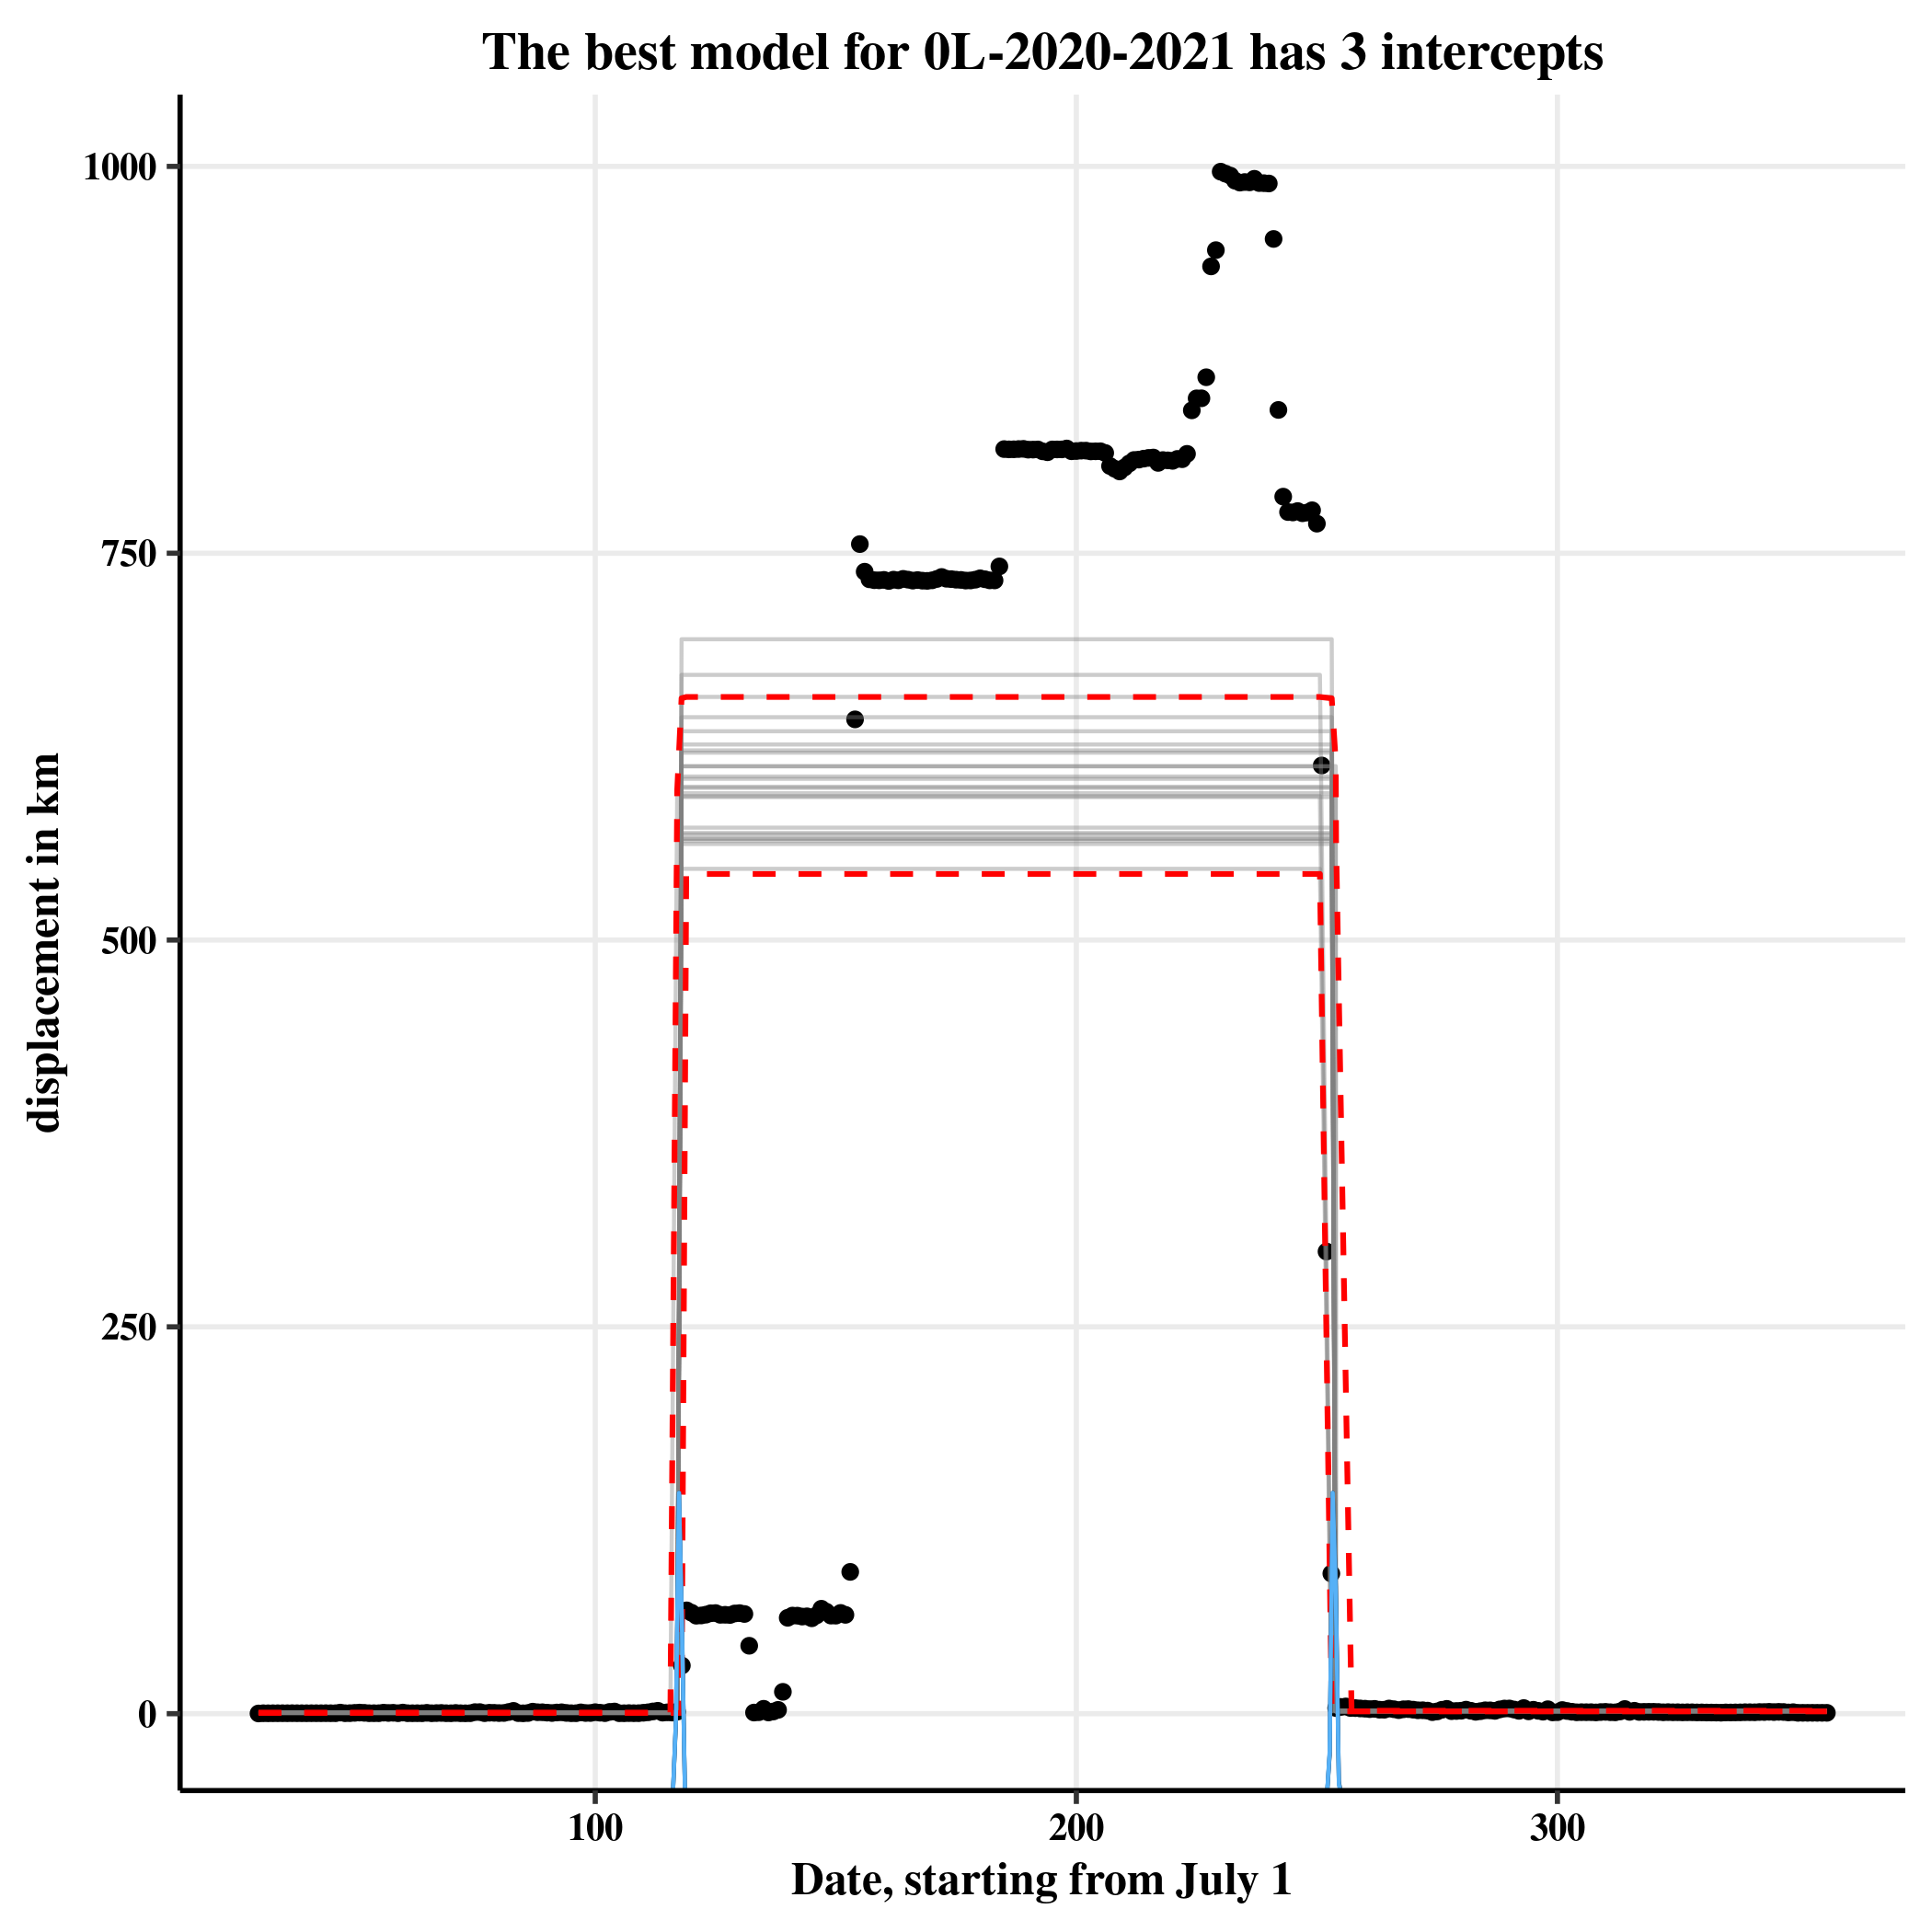 The best model for 0L-2020-2021 has 3 intercepts
1000
750
500
250
0
displacement in km
100 200 300
Date, starting from July 1